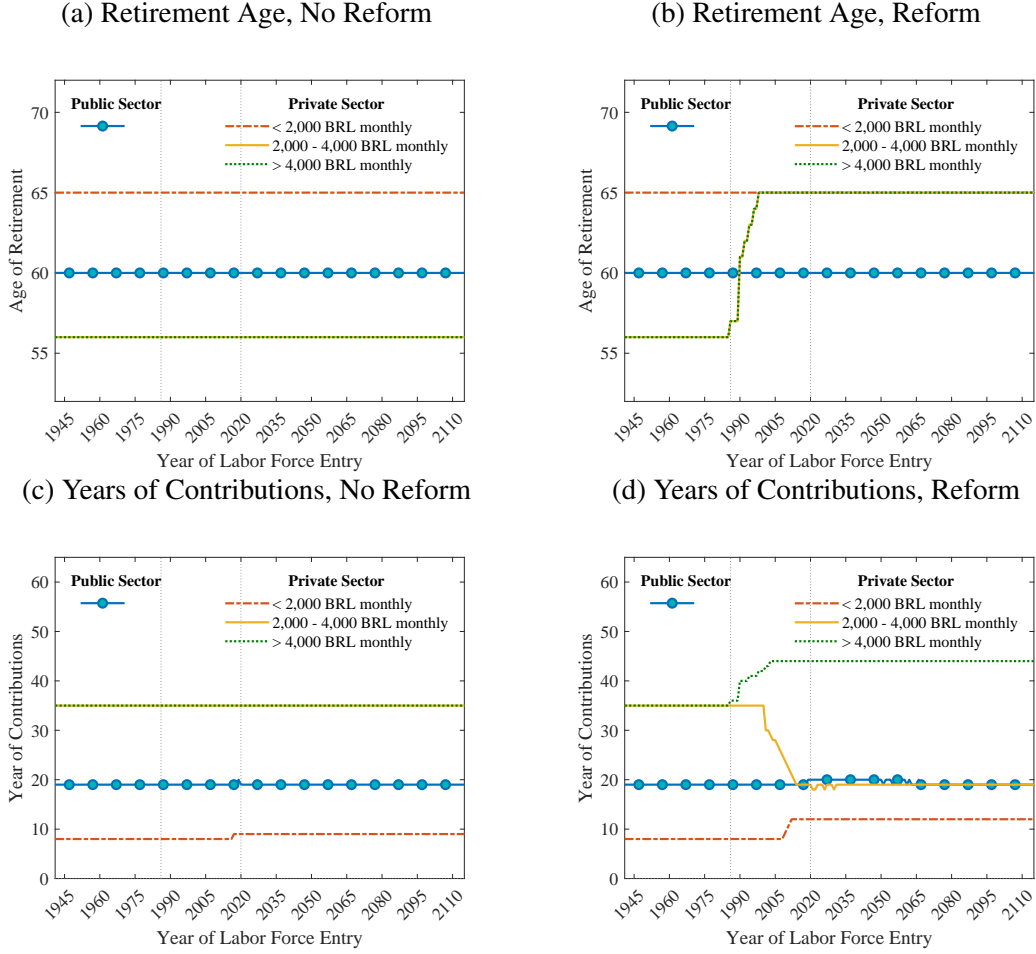 (a) Retirement Age, No Reform
Public Sector
Private Sector
< 2,000 BRL monthly
2,000 - 4,000 BRL monthly
> 4,000 BRL monthly
70
65
60
55
Age of Retirement
1945 1960 1975 1990 2005 2020 2035 2050 2065 2080 2095 2110
Year of Labor Force Entry
(b) Retirement Age, Reform
Public Sector
Private Sector
< 2,000 BRL monthly
2,000 - 4,000 BRL monthly
> 4,000 BRL monthly
70
65
60
55
Age of Retirement
1945 1960 1975 1990 2005 2020 2035 2050 2065 2080 2095 2110
Year of Labor Force Entry
(c) Years of Contributions, No Reform
Public Sector
Private Sector
< 2,000 BRL monthly
2,000 - 4,000 BRL monthly
> 4,000 BRL monthly
60
50
40
30
20
10
0
Year of Contributions
1945 1960 1975 1990 2005 2020 2035 2050 2065 2080 2095 2110
Year of Labor Force Entry
(d) Years of Contributions, Reform
Public Sector
Private Sector
< 2,000 BRL monthly
2,000 - 4,000 BRL monthly
> 4,000 BRL monthly
60
50
40
30
20
10
0
Year of Contributions
1945 1960 1975 1990 2005 2020 2035 2050 2065 2080 2095 2110
Year of Labor Force Entry